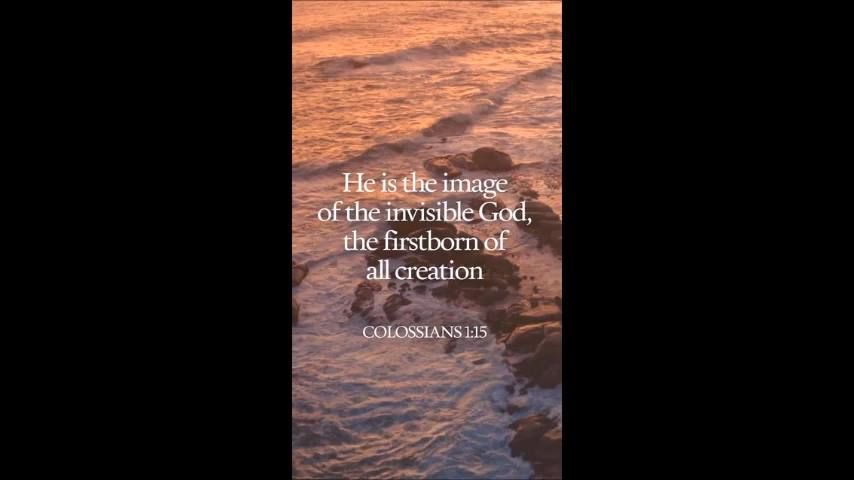 He is the image
of the invisible God,
the firstborn of
all creation
COLOSSIANS 1:15